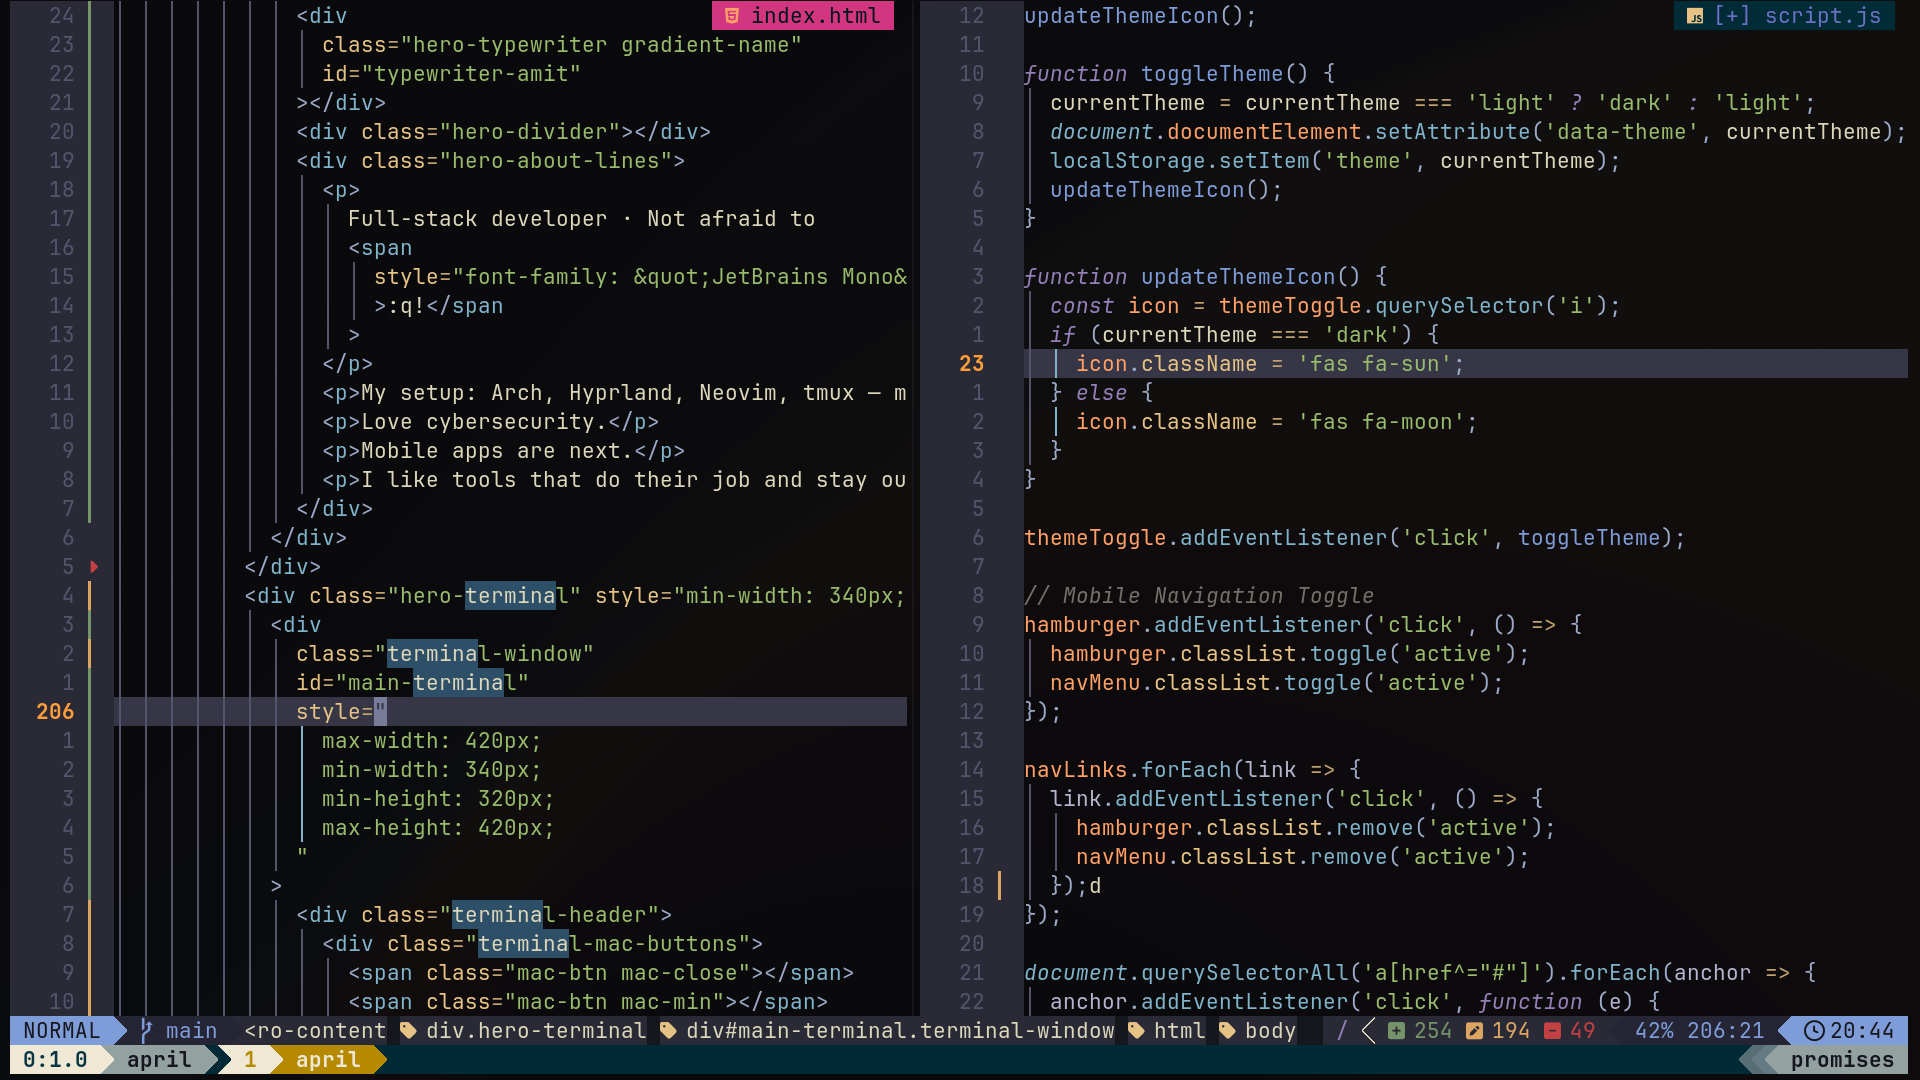 index.html
24 <div
23 class="hero-typewriter gradient-name"
22 id="typewriter-amit"
21 ></div>
20 <div class="hero-divider"></div>
19 <div class="hero-about-lines">
18 <p>
17 Full-stack developer · Not afraid to
16 <span
15 style="font-family: &quot;JetBrains Mono&
14 >:q!</span
13 >
12 </p>
11 <p>My setup: Arch, Hyprland, Neovim, tmux — m
10 <p>Love cybersecurity.</p>
9 <p>Mobile apps are next.</p>
8 <p>I like tools that do their job and stay ou
7 </div>
6 </div>
5 </div>
4 <div class="hero-terminal" style="min-width: 340px;
3 <div
2 class="terminal-window"
1 id="main-terminal"
206 style="
1 max-width: 420px;
2 min-width: 340px;
3 min-height: 320px;
4 max-height: 420px;
5 "
6 >
7 <div class="terminal-header">
8 <div class="terminal-mac-buttons">
9 <span class="mac-btn mac-close"></span>
10 <span class="mac-btn mac-min"></span>
JS [+] script.js
12 updateThemeIcon();
11
10 function toggleTheme() {
9 currentTheme = currentTheme === 'light' ? 'dark' : 'light';
8 document.documentElement.setAttribute('data-theme', currentTheme);
7 localStorage.setItem('theme', currentTheme);
6 updateThemeIcon();
5 }
4
3 function updateThemeIcon() {
2 const icon = themeToggle.querySelector('i');
1 if (currentTheme === 'dark') {
23 icon.className = 'fas fa-sun';
1 } else {
2 icon.className = 'fas fa-moon';
3 }
4 }
5
6 themeToggle.addEventListener('click', toggleTheme);
7
8 // Mobile Navigation Toggle
9 hamburger.addEventListener('click', () => {
10 hamburger.classList.toggle('active');
11 navMenu.classList.toggle('active');
12 });
13
14 navLinks.forEach(link => {
15 link.addEventListener('click', () => {
16 hamburger.classList.remove('active');
17 navMenu.classList.remove('active');
18 });d
19 });
20
21 document.querySelectorAll('a[href^="#"]').forEach(anchor => {
22 anchor.addEventListener('click', function (e) {
NORMAL main <ro-content div.hero-terminal div#main-terminal.terminal-window html body / 254 194 49 42% 206:21 20:44
0:1.0 april 1 april promises